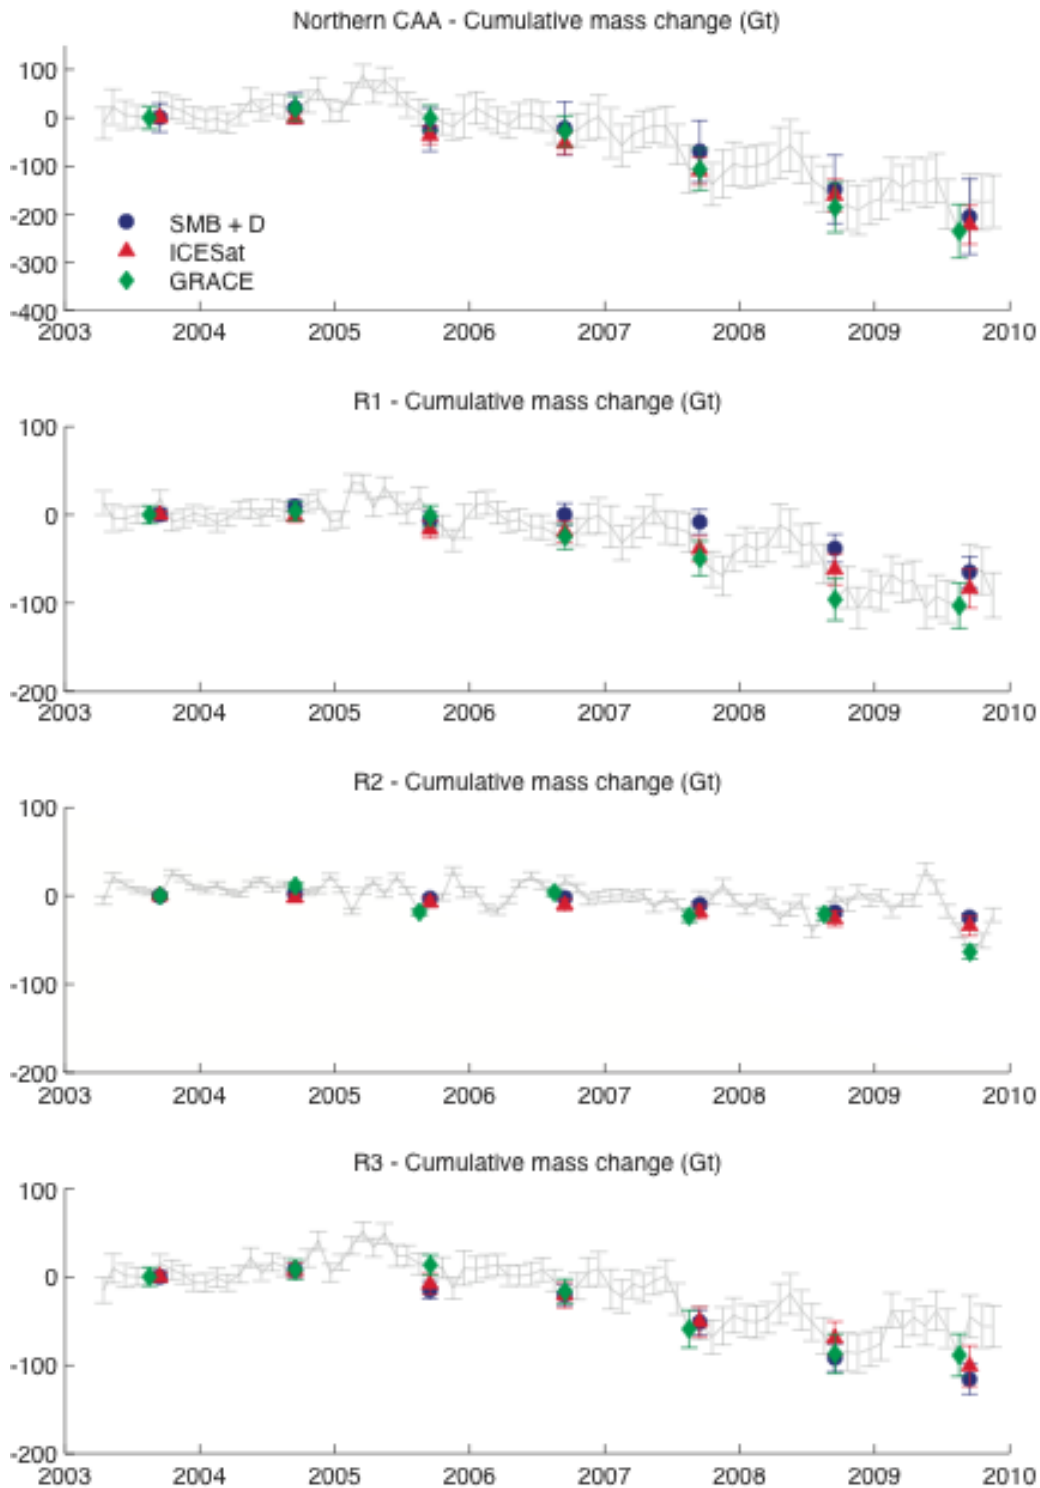 Northern CAA - Cumulative mass change (Gt)
100
0
-100
-200
-300
-400
SMB + D
ICESat
GRACE
2003 2004 2005 2006 2007 2008 2009 2010
R1 - Cumulative mass change (Gt)
100
0
-100
-200
2003 2004 2005 2006 2007 2008 2009 2010
R2 - Cumulative mass change (Gt)
100
0
-100
-200
2003 2004 2005 2006 2007 2008 2009 2010
R3 - Cumulative mass change (Gt)
100
0
-100
-200
2003 2004 2005 2006 2007 2008 2009 2010